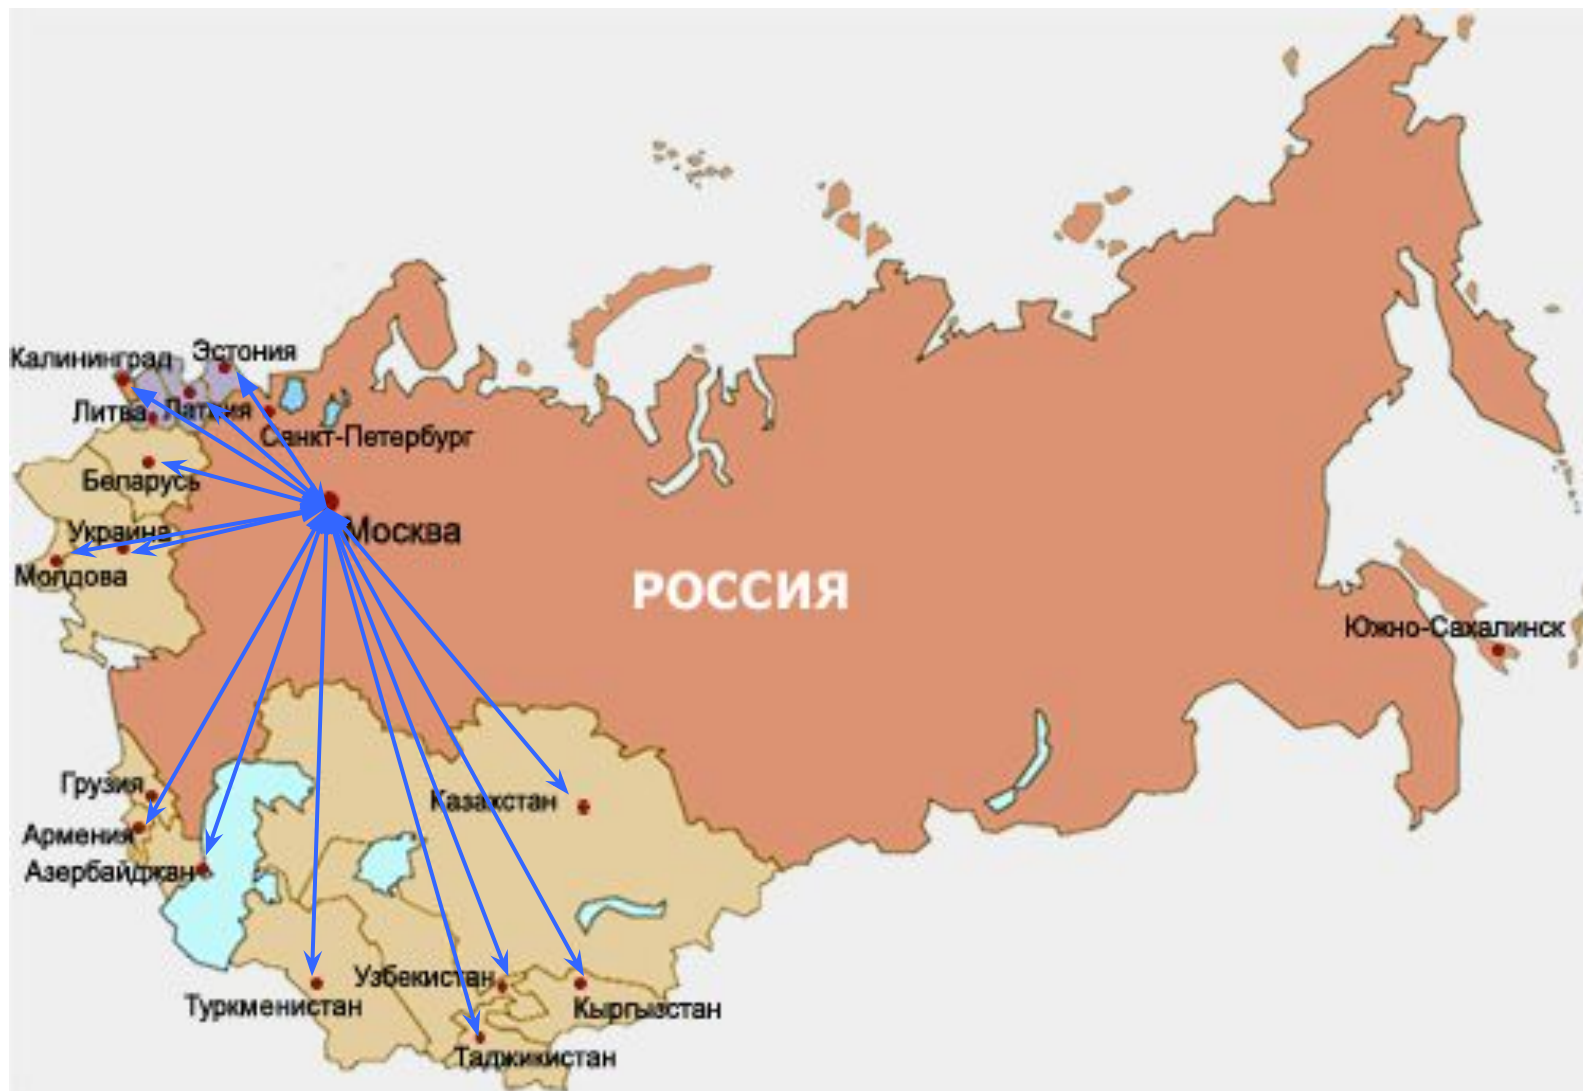 Эстония
Калининград
Литва
Латвия
Санкт-Петербург
Беларусь
Украина
Москва
Молдова
РОССИЯ
Южно-Сахалинск
Грузия
Казахстан
Армения
Азербайджан
Узбекистан
Туркменистан
Кыргызстан
Таджикистан